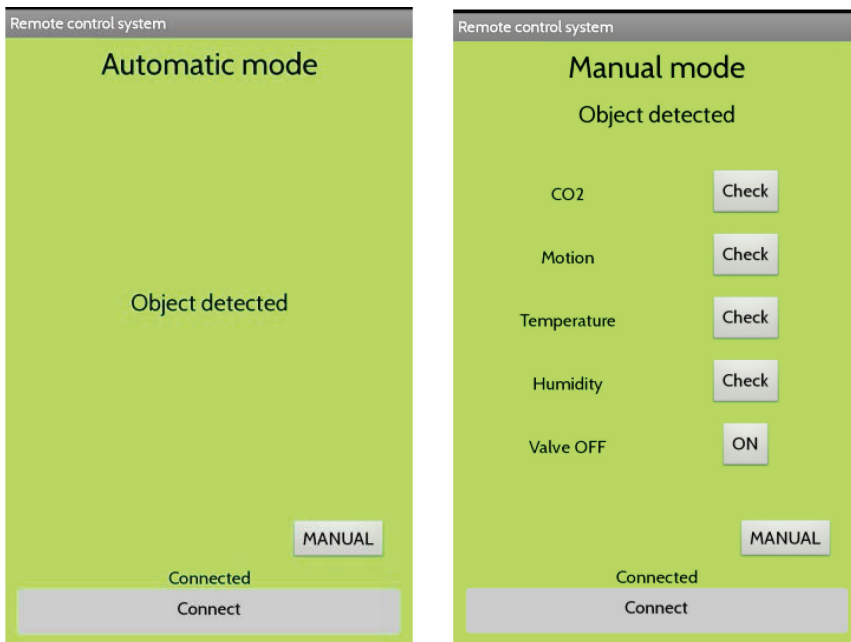 Remote control system
Automatic mode
Object detected
MANUAL
Connected
Connect
Remote control system
Manual mode
Object detected
CO2 Check
Motion Check
Temperature Check
Humidity Check
Valve OFF ON
MANUAL
Connected
Connect